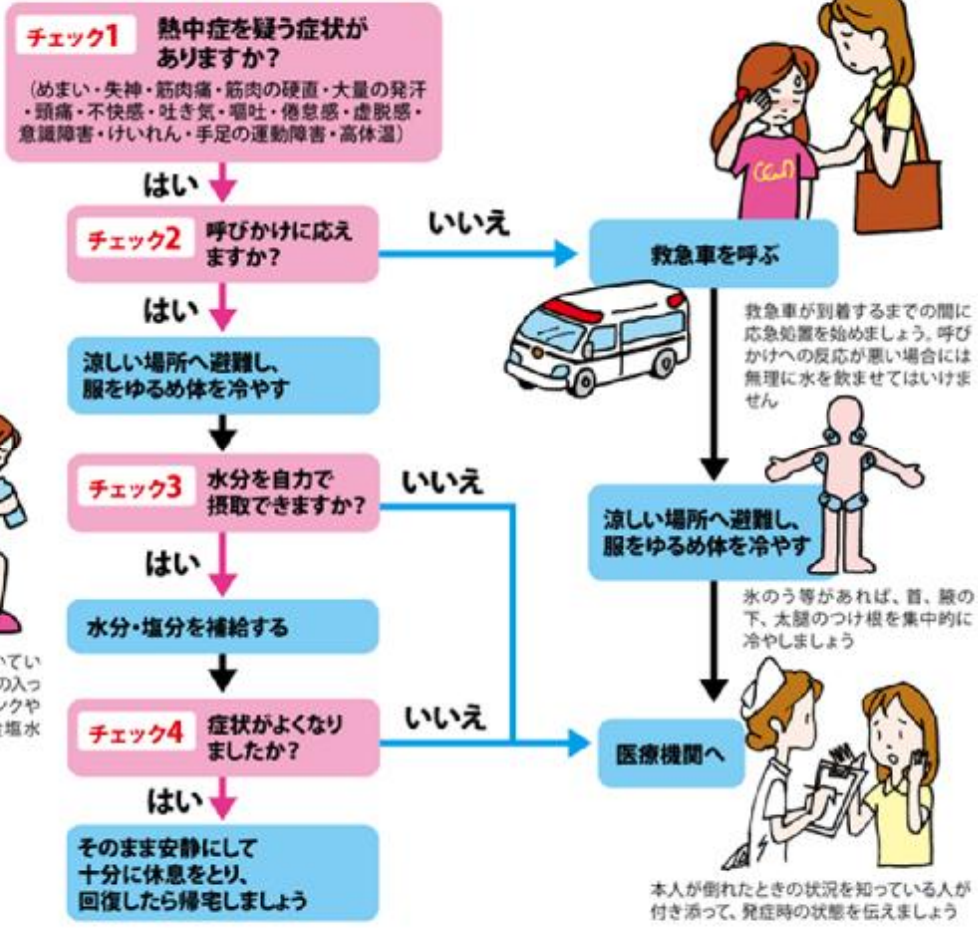 チェック1 熱中症を疑う症状が
ありますか?
(めまい・失神・筋肉痛・筋肉の硬直・大量の発汗
・頭痛・不快感・吐き気・嘔吐・倦怠感・虚脱感・
意識障害・けいれん・手足の運動障害・高体温)
はい
チェック2 呼びかけに応え
ますか?
いいえ
救急車を呼ぶ
救急車が到着するまでの間に
応急処置を始めましょう。呼び
かけへの反応が悪い場合には
無理に水を飲ませてはいけま
せん
はい
涼しい場所へ避難し、
服をゆるめ体を冷やす
チェック3 水分を自力で
摂取できますか?
いいえ
涼しい場所へ避難し、
服をゆるめ体を冷やす
氷のう等があれば、首、腋の
下、太腿のつけ根を集中的に
冷やしましょう
はい
水分・塩分を補給する
いてい
の入っ
ンクや
塩水
チェック4 症状がよくなり
ましたか?
いいえ
医療機関へ
本人が倒れたときの状況を知っている人が
付き添って、発症時の状態を伝えましょう
はい
そのまま安静にして
十分に休息をとり、
回復したら帰宅しましょう